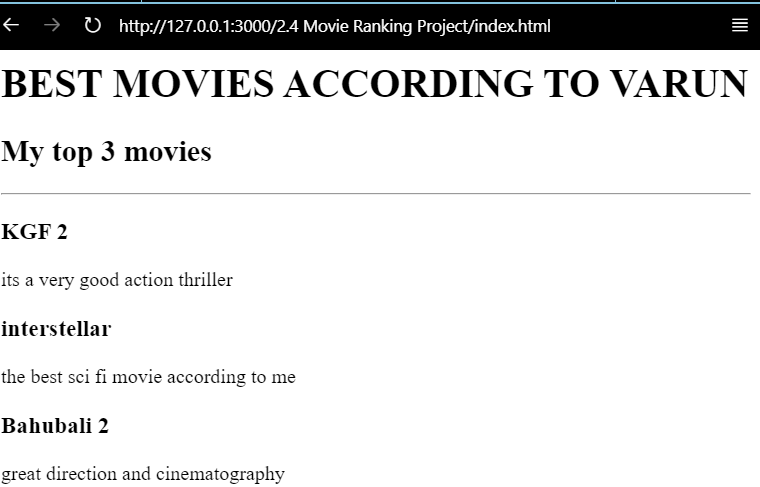 http://127.0.0.1:3000/2.4 Movie Ranking Project/index.html
BEST MOVIES ACCORDING TO VARUN
My top 3 movies
KGF 2
its a very good action thriller
interstellar
the best sci fi movie according to me
Bahubali 2
great direction and cinematography